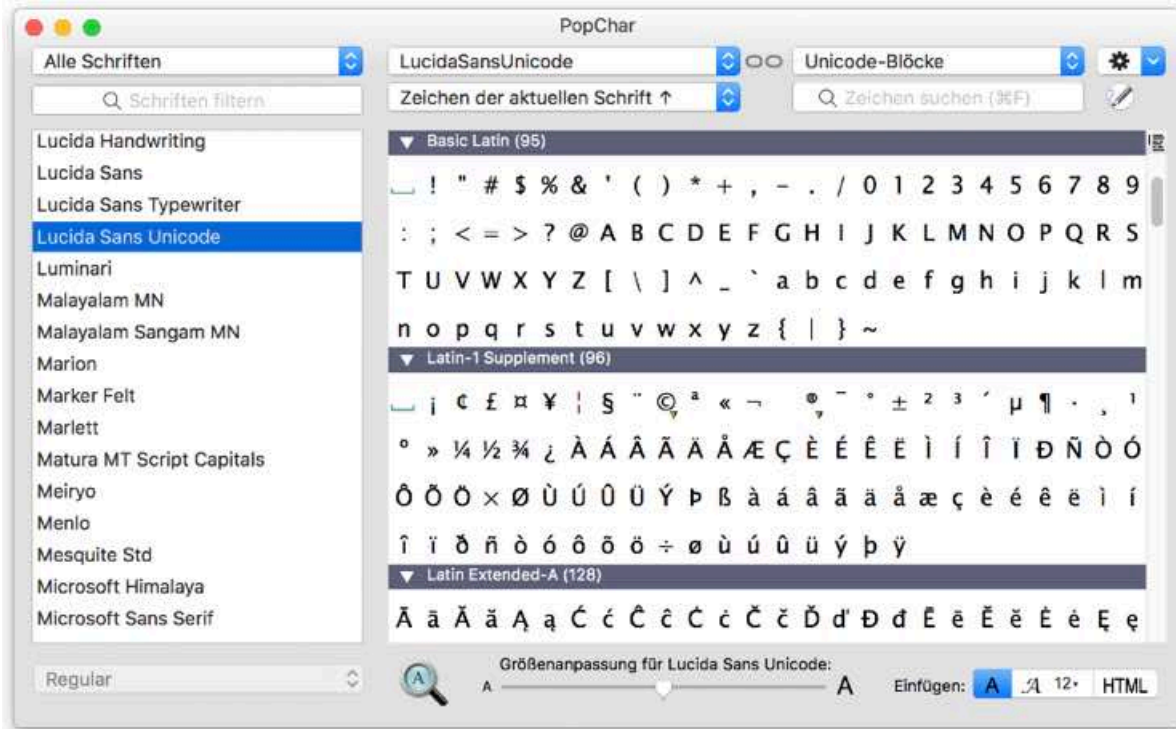 PopChar
Alle Schriften
LucidaSansUnicode
Unicode-Blöcke
Schriften filtern
Zeichen der aktuellen Schrift ↑
Zeichen suchen (⌘F)
Lucida Handwriting
Lucida Sans
Lucida Sans Typewriter
Lucida Sans Unicode
Luminari
Malayalam MN
Malayalam Sangam MN
Marion
Marker Felt
Marlett
Matura MT Script Capitals
Meiryo
Menlo
Mesquite Std
Microsoft Himalaya
Microsoft Sans Serif
Regular
Basic Latin (95)
! " # $ % & ' ( ) * + , - . / 0 1 2 3 4 5 6 7 8 9
: ; < = > ? @ A B C D E F G H I J K L M N O P Q R S
T U V W X Y Z [ \ ] ^ _ ` a b c d e f g h i j k l m
n o p q r s t u v w x y z { | } ~
Latin-1 Supplement (96)
¡ ¢ £ ¤ ¥ ¦ § ¨ © ª « ¬ ® ¯ ° ± ² ³ ´ µ ¶ · ¸ ¹
º » ¼ ½ ¾ ¿ À Á Â Ã Ä Å Æ Ç È É Ê Ë Ì Í Î Ï Ð Ñ Ò Ó
Ô Õ Ö × Ø Ù Ú Û Ü Ý Þ ß à á â ã ä å æ ç è é ê ë ì í
î ï ð ñ ò ó ô õ ö ÷ ø ù ú û ü ý þ ÿ
Latin Extended-A (128)
Ā ā Ă ă Ą ą Ć ć Ĉ ĉ Ċ ċ Č č Ď ď Đ đ Ē ē Ĕ ĕ Ė ė Ę ę
Größenanpassung für Lucida Sans Unicode:
A A
Einfügen: A A 12 HTML